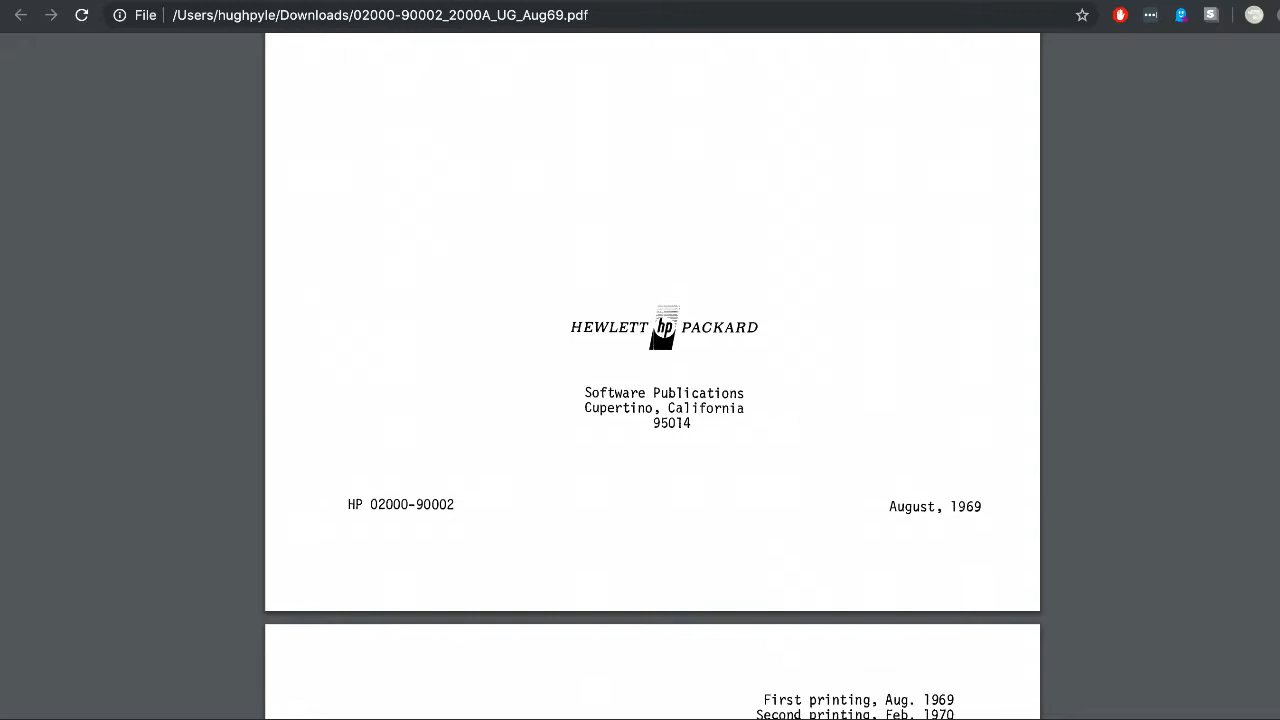 File
/Users/hughpyle/Downloads/02000-90002_2000A_UG_Aug69.pdf
S
HEWLETT hp PACKARD
Software Publications
Cupertino, California
95014
HP 02000-90002
August, 1969
First printing, Aug. 1969
Second printing, Feb. 1970